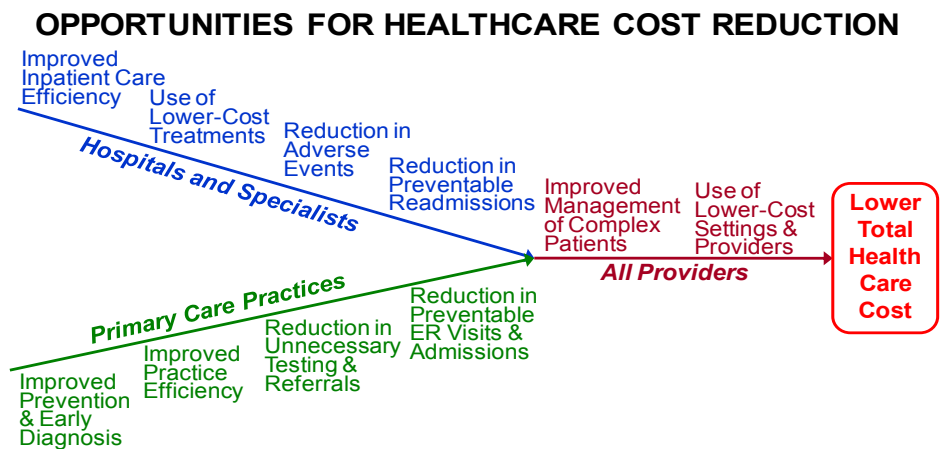 OPPORTUNITIES FOR HEALTHCARE COST REDUCTION
Improved
Inpatient Care
Efficiency
Use of
Lower-Cost
Treatments
Reduction in
Adverse
Events
Reduction in
Preventable
Readmissions
Hospitals and Specialists
Improved
Management
of Complex
Patients
Use of
Lower-Cost
Settings &
Providers
All Providers
Lower
Total
Health
Care
Cost
Primary Care Practices
Improved
Prevention
& Early
Diagnosis
Improved
Practice
Efficiency
Reduction in
Unnecessary
Testing &
Referrals
Reduction in
Preventable
ER Visits &
Admissions